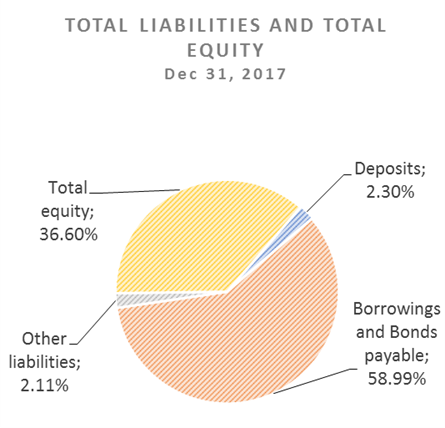 TOTAL LIABILITIES AND TOTAL
EQUITY
Dec 31, 2017
Deposits;
2.30%
Total
equity;
36.60%
Borrowings
and Bonds
payable;
58.99%
Other
liabilities;
2.11%